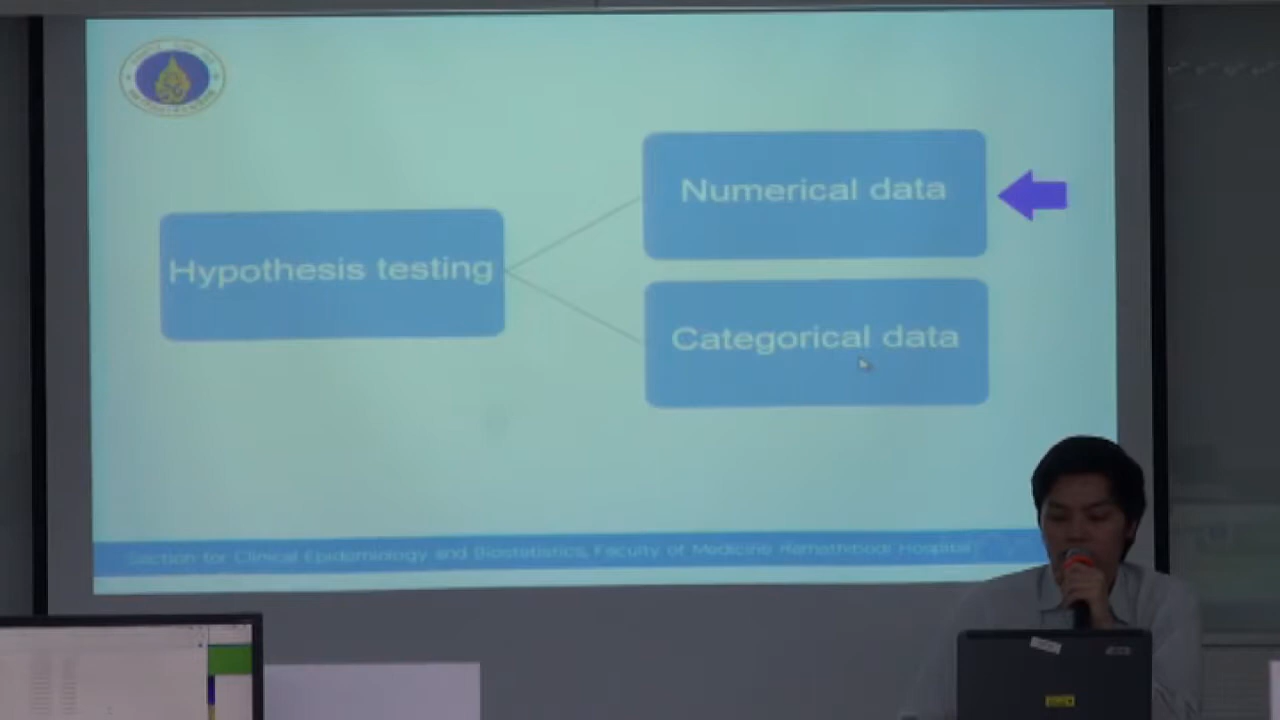 Hypothesis testing
Numerical data
Categorical data
Section for Clinical Epidemiology and Biostatistics, Faculty of Medicine Ramathibodi Hospital